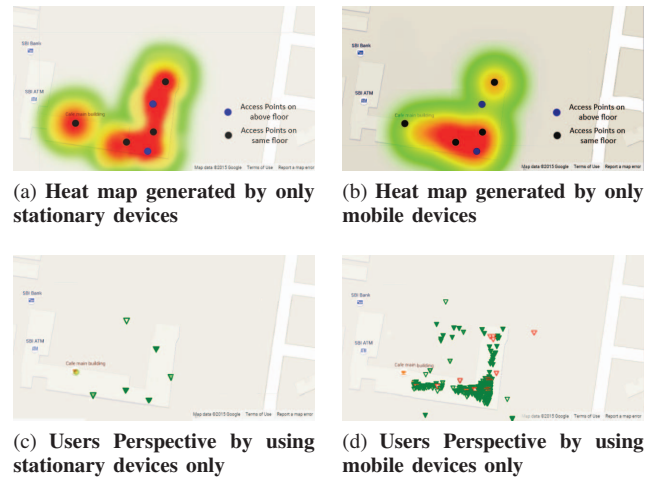 SBI Bank
SBI ATM
Cafe main building
Access Points on
above floor
Access Points on
same floor
Map data ©2015 Google Terms of Use Report a map error
(a) Heat map generated by only
stationary devices
SBI Bank
SBI ATM
Cafe main building
Access Points on
above floor
Access Points on
same floor
Map data ©2015 Google Terms of Use Report a map error
(b) Heat map generated by only
mobile devices
SBI Bank
SBI ATM
Cafe main building
Map data ©2015 Google Terms of Use Report a map error
(c) Users Perspective by using
stationary devices only
SBI Bank
SBI ATM
Cafe main building
Map data ©2015 Google Terms of Use Report a map error
(d) Users Perspective by using
mobile devices only